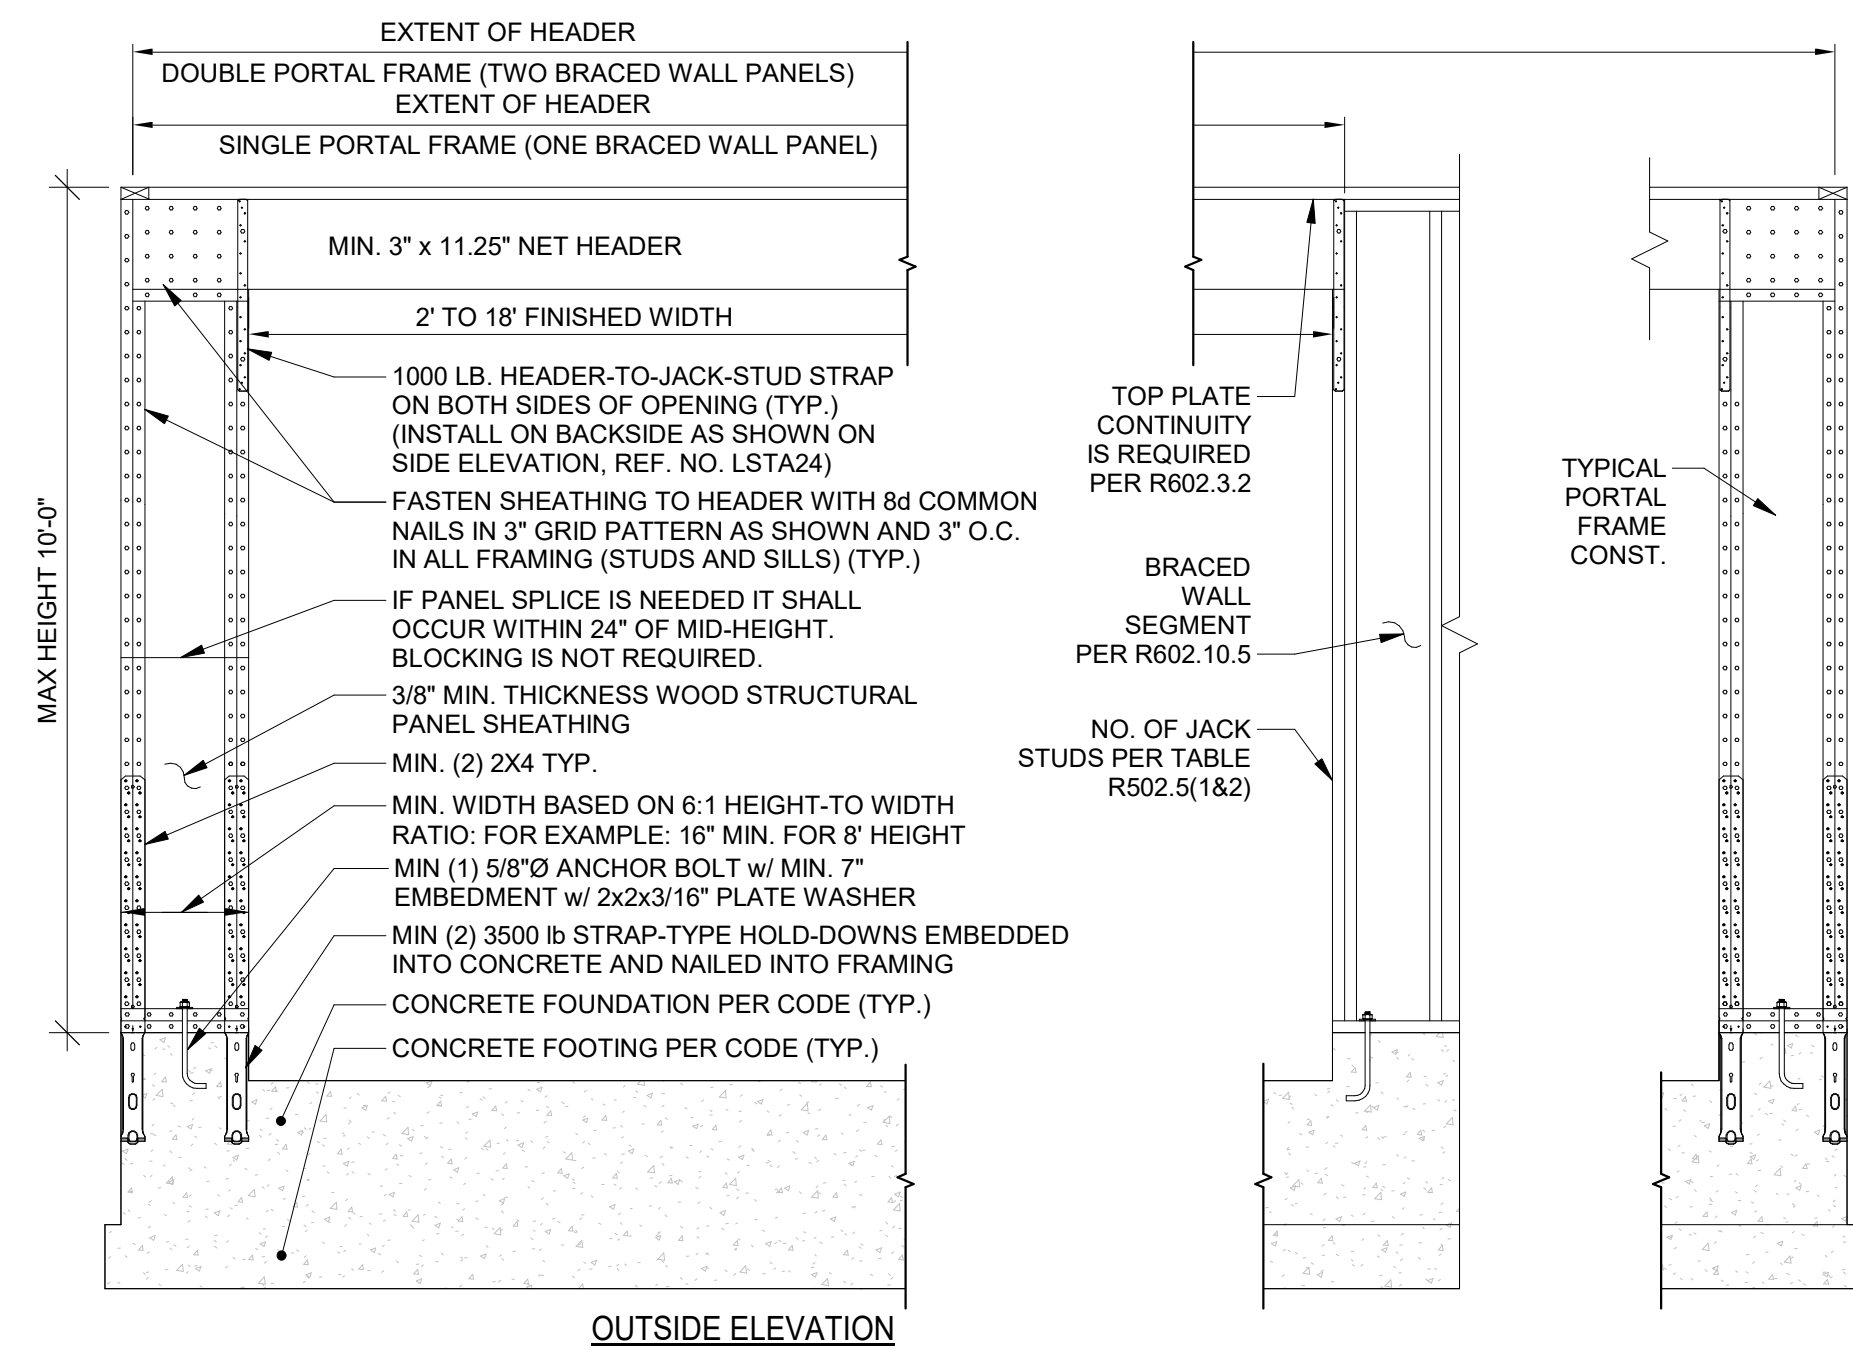 EXTENT OF HEADER
DOUBLE PORTAL FRAME (TWO BRACED WALL PANELS)
EXTENT OF HEADER
SINGLE PORTAL FRAME (ONE BRACED WALL PANEL)
MIN. 3" x 11.25" NET HEADER
2' TO 18' FINISHED WIDTH
1000 LB. HEADER-TO-JACK-STUD STRAP
ON BOTH SIDES OF OPENING (TYP.)
(INSTALL ON BACKSIDE AS SHOWN ON
SIDE ELEVATION, REF. NO. LSTA24)
FASTEN SHEATHING TO HEADER WITH 8d COMMON
NAILS IN 3" GRID PATTERN AS SHOWN AND 3" O.C.
IN ALL FRAMING (STUDS AND SILLS) (TYP.)
IF PANEL SPLICE IS NEEDED IT SHALL
OCCUR WITHIN 24" OF MID-HEIGHT.
BLOCKING IS NOT REQUIRED.
3/8" MIN. THICKNESS WOOD STRUCTURAL
PANEL SHEATHING
MIN. (2) 2X4 TYP.
MIN. WIDTH BASED ON 6:1 HEIGHT-TO WIDTH
RATIO: FOR EXAMPLE: 16" MIN. FOR 8' HEIGHT
MIN (1) 5/8"Ø ANCHOR BOLT w/ MIN. 7"
EMBEDMENT w/ 2x2x3/16" PLATE WASHER
MIN (2) 3500 lb STRAP-TYPE HOLD-DOWNS EMBEDDED
INTO CONCRETE AND NAILED INTO FRAMING
CONCRETE FOUNDATION PER CODE (TYP.)
CONCRETE FOOTING PER CODE (TYP.)
MAX HEIGHT 10'-0"
TOP PLATE
CONTINUITY
IS REQUIRED
PER R602.3.2
BRACED
WALL
SEGMENT
PER R602.10.5
NO. OF JACK
STUDS PER TABLE
R502.5(1&2)
TYPICAL
PORTAL
FRAME
CONST.
OUTSIDE ELEVATION